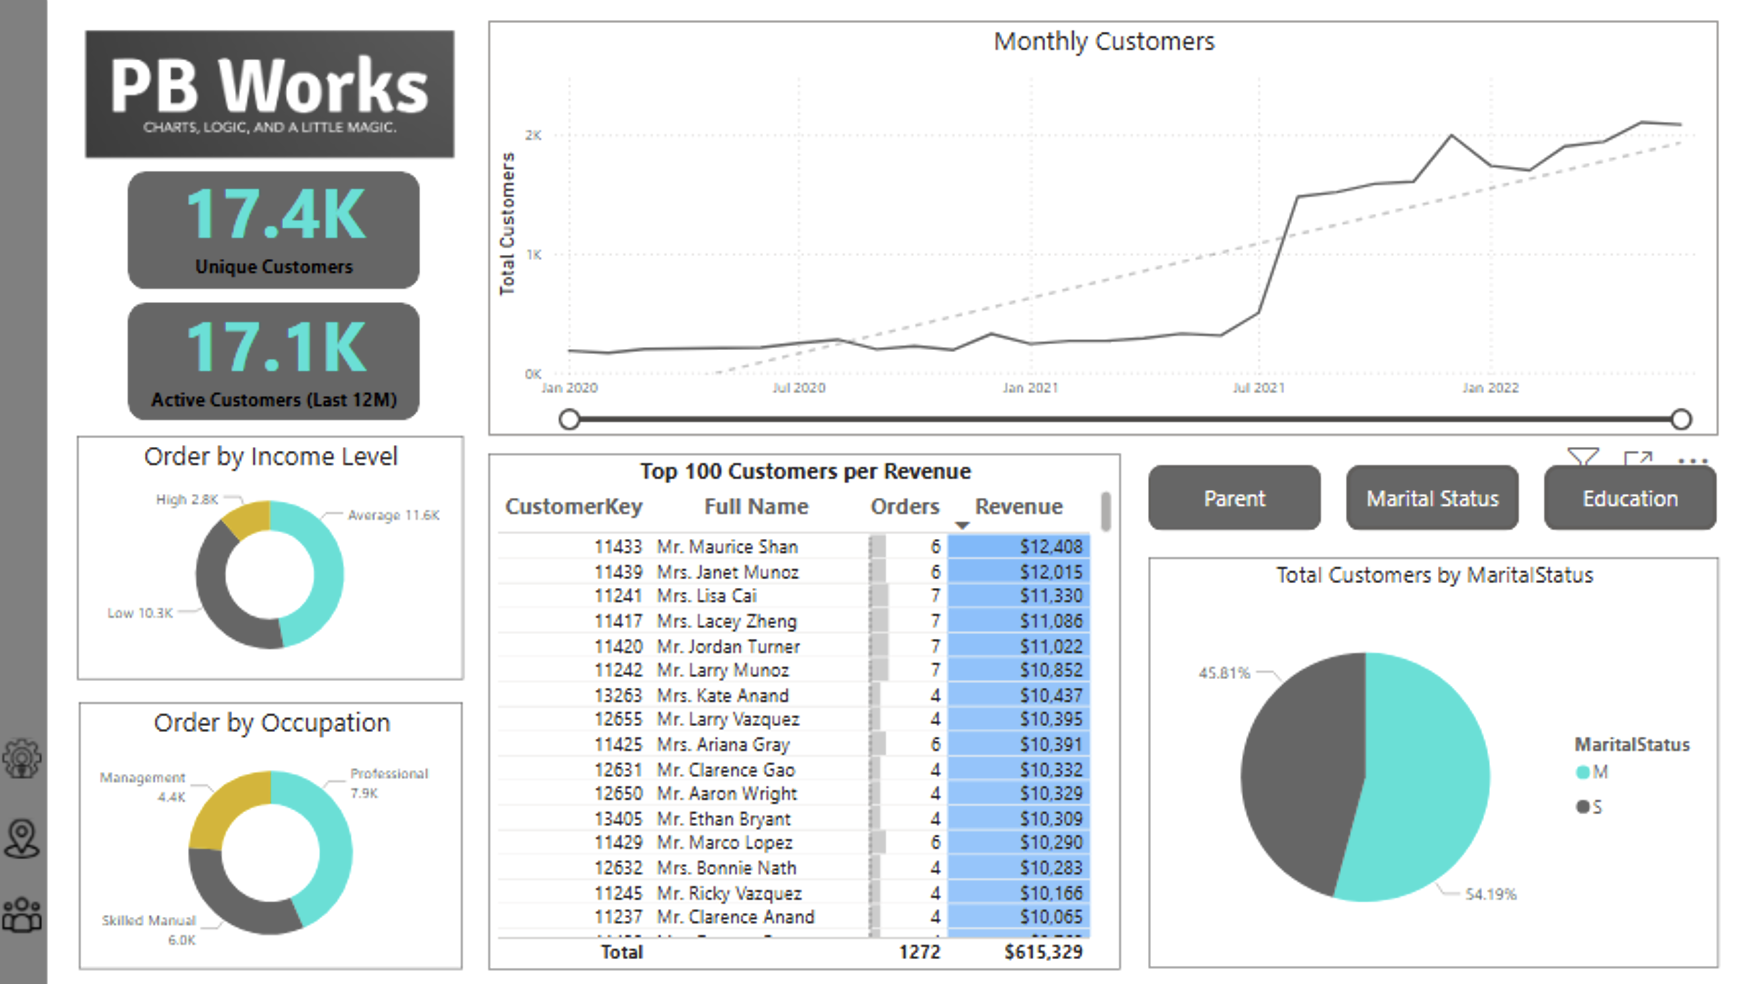 PB Works
CHARTS, LOGIC, AND A LITTLE MAGIC.
17.4K
Unique Customers
17.1K
Active Customers (Last 12M)
Monthly Customers
Total Customers
2K
1K
0K
Jan 2020 Jul 2020 Jan 2021 Jul 2021 Jan 2022
Order by Income Level
High 2.8K
Average 11.6K
Low 10.3K
Order by Occupation
Management
4.4K
Professional
7.9K
Skilled Manual
6.0K
Top 100 Customers per Revenue
CustomerKey Full Name Orders Revenue
11433 Mr. Maurice Shan 6 $12,408
11439 Mrs. Janet Munoz 6 $12,015
11241 Mrs. Lisa Cai 7 $11,330
11417 Mrs. Lacey Zheng 7 $11,086
11420 Mr. Jordan Turner 7 $11,022
11242 Mr. Larry Munoz 7 $10,852
13263 Mrs. Kate Anand 4 $10,437
12655 Mr. Larry Vazquez 4 $10,395
11425 Mrs. Ariana Gray 6 $10,391
12631 Mr. Clarence Gao 4 $10,332
12650 Mr. Aaron Wright 4 $10,329
13405 Mr. Ethan Bryant 4 $10,309
11429 Mr. Marco Lopez 6 $10,290
12632 Mrs. Bonnie Nath 4 $10,283
11245 Mr. Ricky Vazquez 4 $10,166
11237 Mr. Clarence Anand 4 $10,065
Total 1272 $615,329
Parent
Marital Status
Education
Total Customers by MaritalStatus
45.81%
54.19%
MaritalStatus
M
S